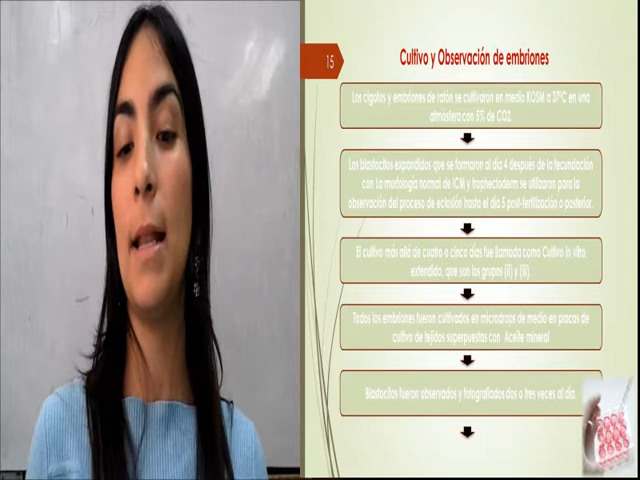 15
Cultivo y Observación de embriones
Los cigotos y embriones de ratón se cultivaron en medio KOSM a 37ºC en una
atmósfera con 5% de CO2.
Los blastocitos expandidos que se formaron al día 4 después de la fecundación
con La morfología normal de ICM y trophectoderm se utilizaron para la
observación del proceso de eclosión hasta el día 5 post-fertilización o posterior.
El cultivo más allá de cuatro o cinco días fue llamada como Cultivo in vitro
extendido, que son los grupos (ii) y (iii).
Todos los embriones fueron cultivados en microdrops de medio en placas de
cultivo de tejidos superpuestas con Aceite mineral
Blastocitos fueron observados y fotografiados dos o tres veces al día.